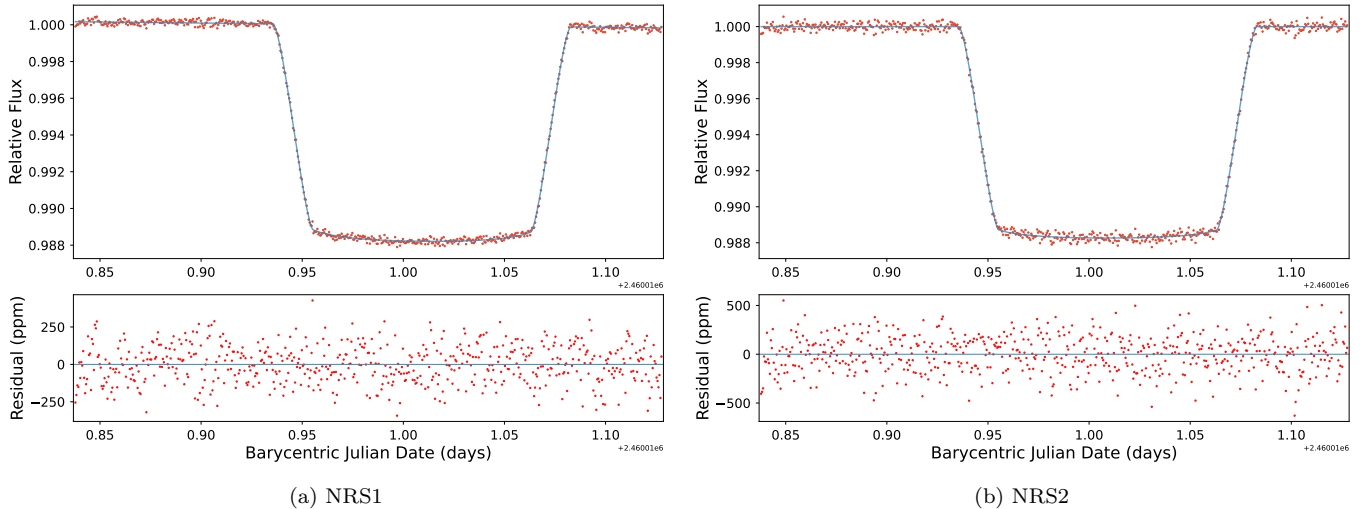 Relative Flux
1.000
0.998
0.996
0.994
0.992
0.990
0.988
0.85 0.90 0.95 1.00 1.05 1.10
+2.46001e6
Residual (ppm)
250
0
−250
0.85 0.90 0.95 1.00 1.05 1.10
+2.46001e6
Barycentric Julian Date (days)
(a) NRS1
Relative Flux
1.000
0.998
0.996
0.994
0.992
0.990
0.988
0.85 0.90 0.95 1.00 1.05 1.10
+2.46001e6
Residual (ppm)
500
0
−500
0.85 0.90 0.95 1.00 1.05 1.10
+2.46001e6
Barycentric Julian Date (days)
(b) NRS2